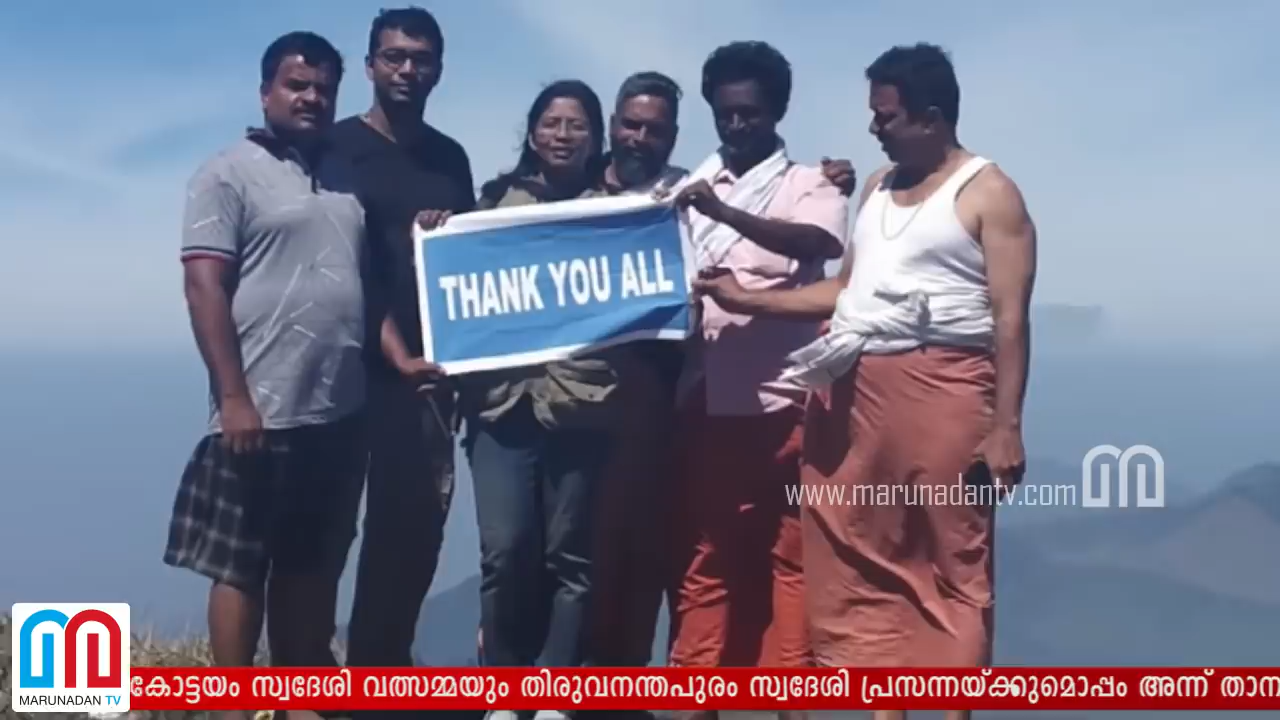 THANK YOU ALL
www.marunadantv.com
MARUNADAN TV
കോട്ടയം സ്വദേശി വത്സമ്മയും തിരുവനന്തപുരം സ്വദേശി പ്രസന്നയ്ക്കുമൊപ്പം അന്ന് താന